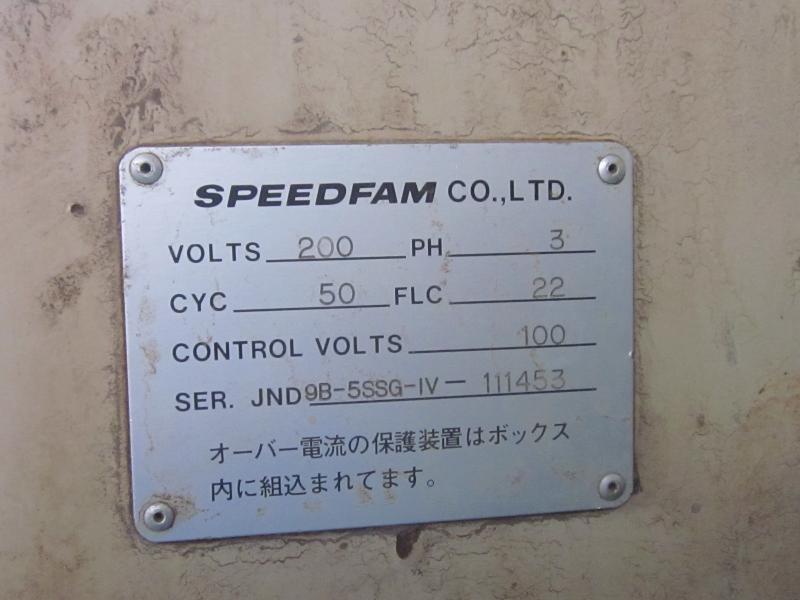 SPEEDFAM CO.,LTD.
VOLTS 200 PH 3
CYC 50 FLC 22
CONTROL VOLTS 100
SER. JND 9B-5SSG-IV- 111453
オーバー電流の保護装置はボックス
内に組込まれてます。